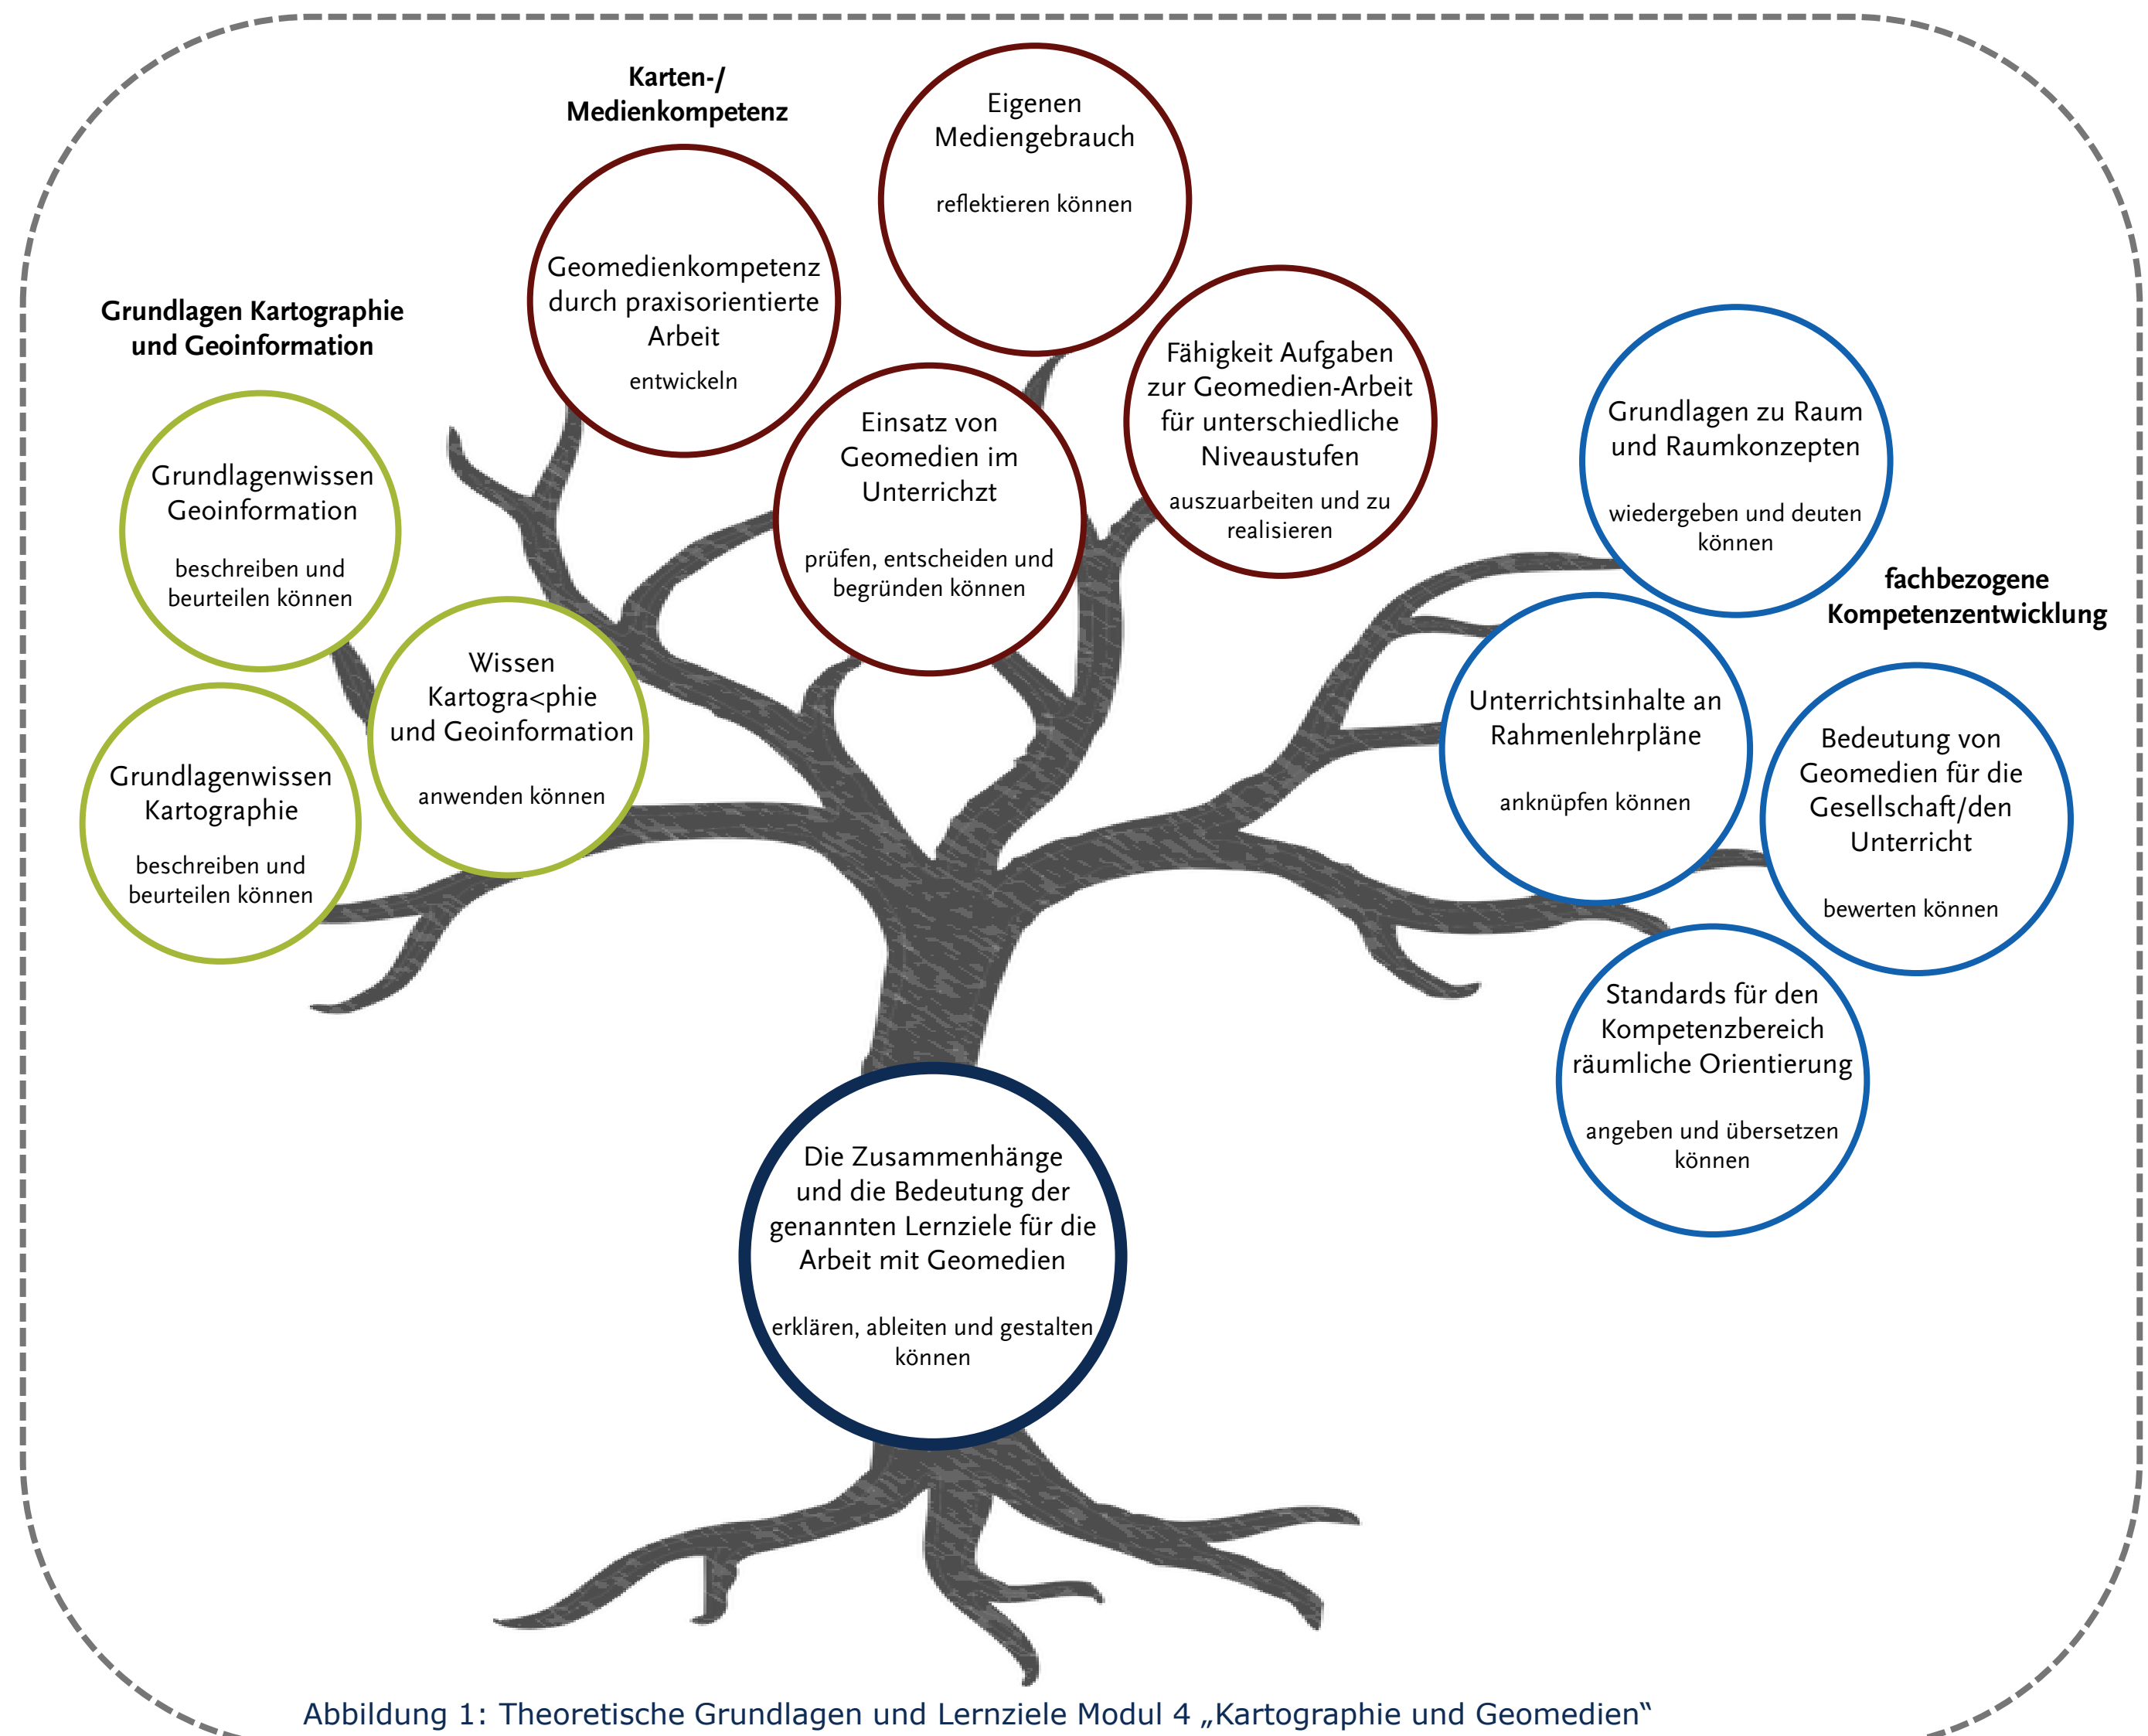 Karten-/
Medienkompetenz
Eigenen
Mediengebrauch
reflektieren können
Geomedienkompetenz
durch praxisorientierte
Arbeit
entwickeln
Grundlagen Kartographie
und Geoinformation
Fähigkeit Aufgaben
zur Geomedien-Arbeit
für unterschiedliche
Niveaustufen
auszuarbeiten und zu
realisieren
Einsatz von
Geomedien im
Unterrichzt
prüfen, entscheiden und
begründen können
Grundlagen zu Raum
und Raumkonzepten
wiedergeben und deuten
können
fachbezogene
Kompetenzentwicklung
Grundlagenwissen
Geoinformation
beschreiben und
beurteilen können
Wissen
Kartogra<phie
und Geoinformation
anwenden können
Grundlagenwissen
Kartographie
beschreiben und
beurteilen können
Unterrichtsinhalte an
Rahmenlehrpläne
anknüpfen können
Bedeutung von
Geomedien für die
Gesellschaft/den
Unterricht
bewerten können
Standards für den
Kompetenzbereich
räumliche Orientierung
angeben und übersetzen
können
Die Zusammenhänge
und die Bedeutung der
genannten Lernziele für die
Arbeit mit Geomedien
erklären, ableiten und gestalten
können
Abbildung 1: Theoretische Grundlagen und Lernziele Modul 4 „Kartographie und Geomedien“